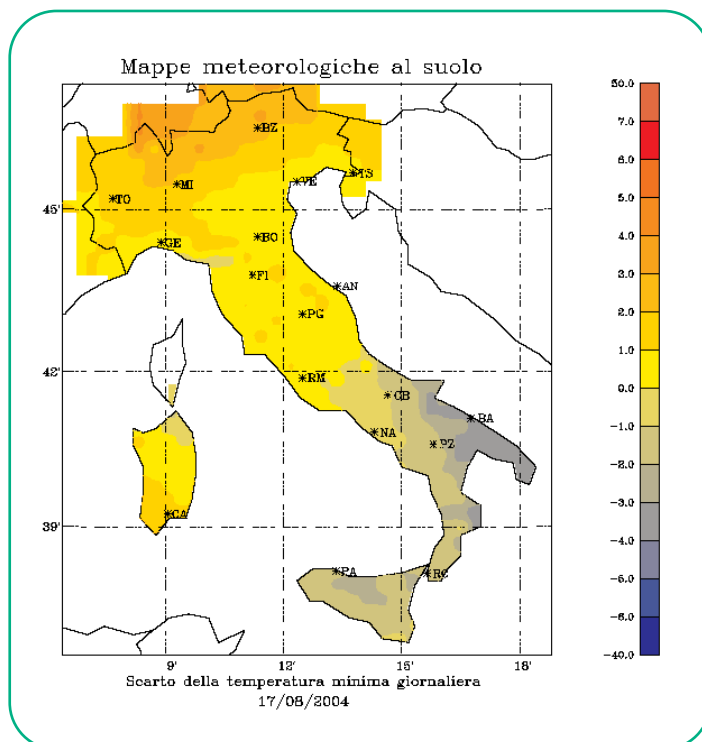 Mappe meteorologiche al suolo
50.0
7.0
6.0
5.0
4.0
3.0
2.0
1.0
0.0
-1.0
-2.0
-3.0
-4.0
-5.0
-6.0
-40.0
BZ
TS
VE
MI
TO
45'
BO
GE
FI
AN
PG
42'
RM
CB
BA
NA
PZ
CA
39'
PA
RC
9'
12'
15'
18'
Scarto della temperatura minima giornaliera
17/08/2004